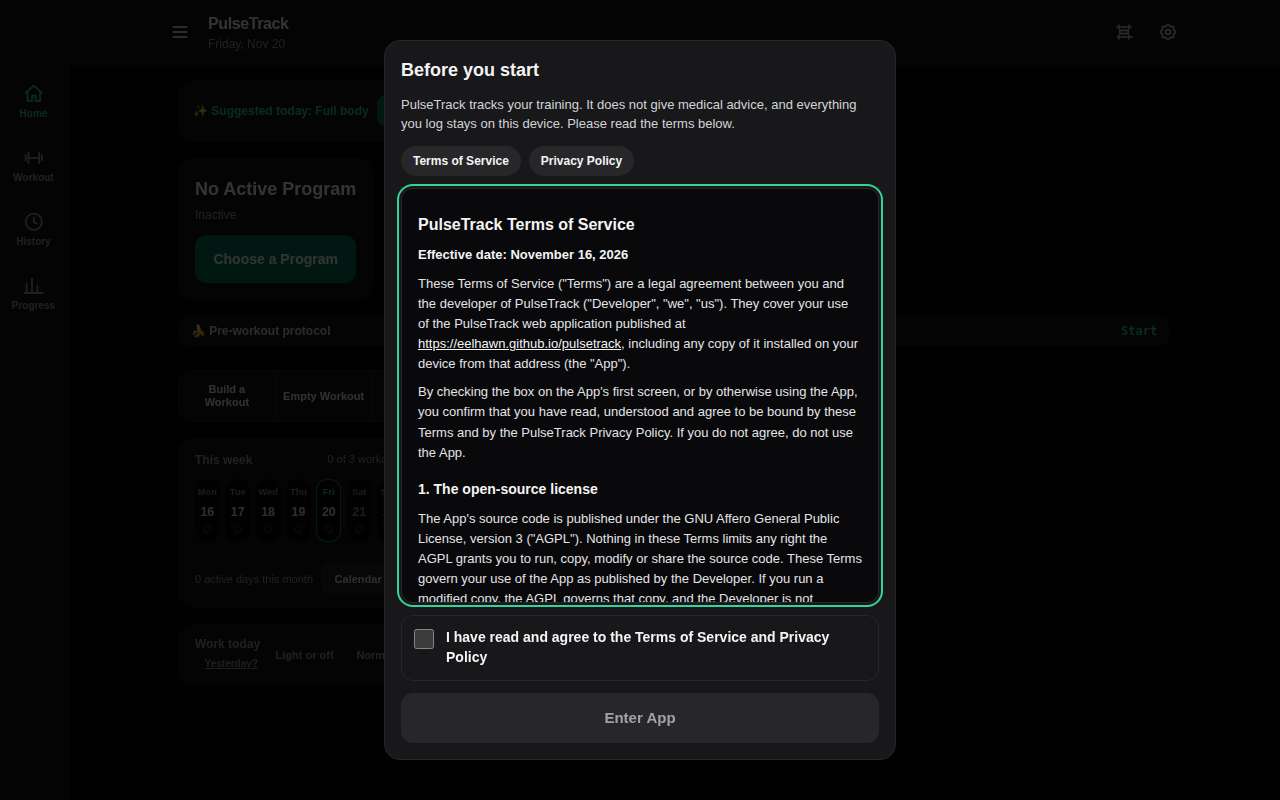 PulseTrack
Friday, Nov 20
Home
Workout
History
Progress
✨ Suggested today: Full body
No Active Program
Inactive
Choose a Program
🍌 Pre-workout protocol
Start
Build a
Workout
Empty Workout
This week
0 of 3
Mon Tue Wed Thu Fri Sat
16 17 18 19 20 21
0 active days this month
Calendar
Work today
Yesterday?
Light or off
Before you start
PulseTrack tracks your training. It does not give medical advice, and everything
you log stays on this device. Please read the terms below.
Terms of Service
Privacy Policy
PulseTrack Terms of Service
Effective date: November 16, 2026
These Terms of Service ("Terms") are a legal agreement between you and
the developer of PulseTrack ("Developer", "we", "us"). They cover your use
of the PulseTrack web application published at
https://eelhawn.github.io/pulsetrack, including any copy of it installed on your
device from that address (the "App").
By checking the box on the App's first screen, or by otherwise using the App,
you confirm that you have read, understood and agree to be bound by these
Terms and by the PulseTrack Privacy Policy. If you do not agree, do not use
the App.
1. The open-source license
The App's source code is published under the GNU Affero General Public
License, version 3 ("AGPL"). Nothing in these Terms limits any right the
AGPL grants you to run, copy, modify or share the source code. These Terms
govern your use of the App as published by the Developer. If you run a
modified copy, the AGPL governs that copy, and the Developer is not
I have read and agree to the Terms of Service and Privacy
Policy
Enter App